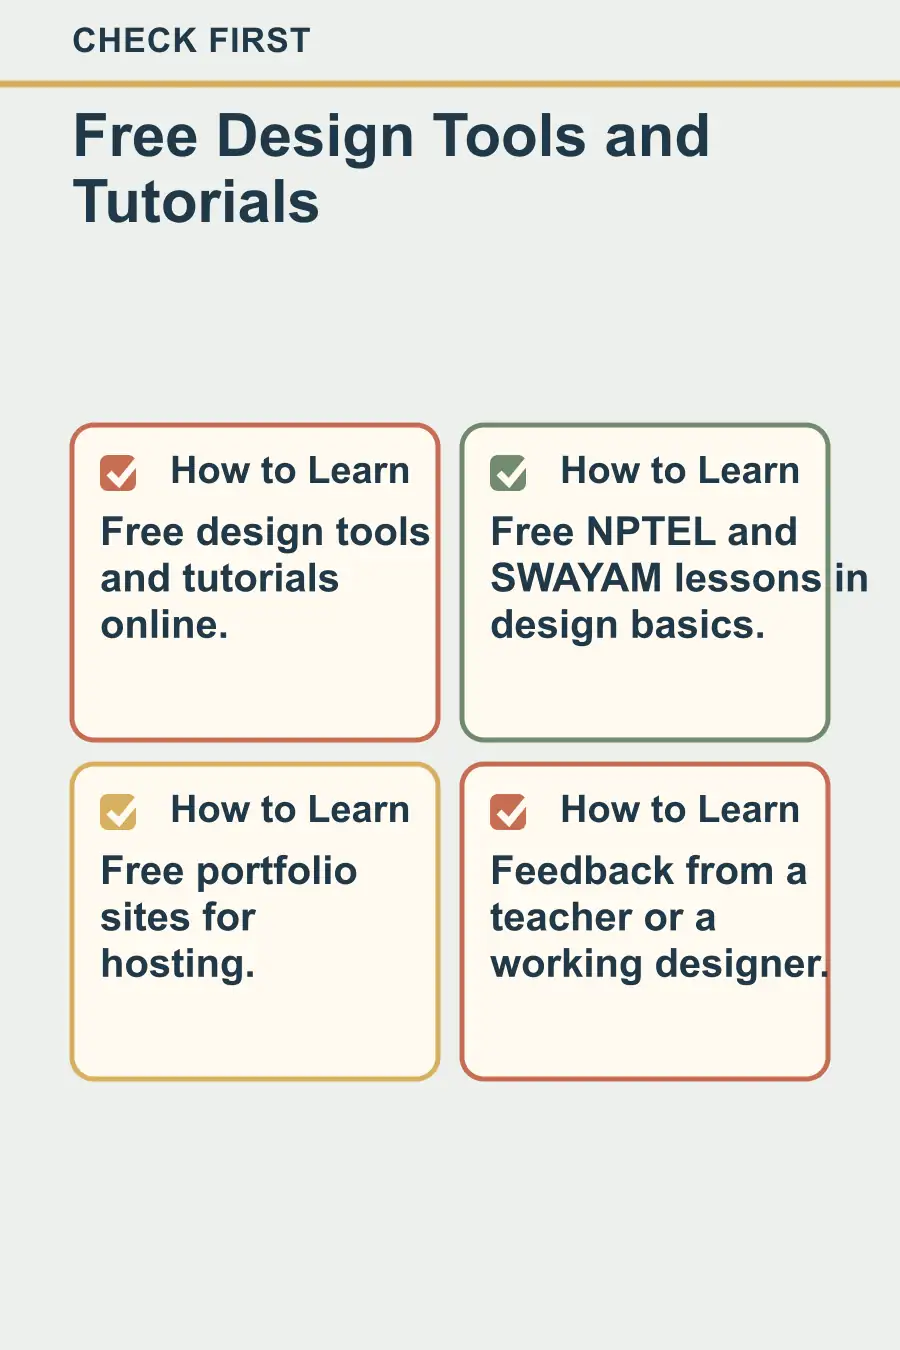 CHECK FIRST
Free Design Tools and
Tutorials
How to Learn
Free design tools
and tutorials
online.
How to Learn
Free NPTEL and
SWAYAM lessons in
design basics.
How to Learn
Free portfolio
sites for
hosting.
How to Learn
Feedback from a
teacher or a
working designer.